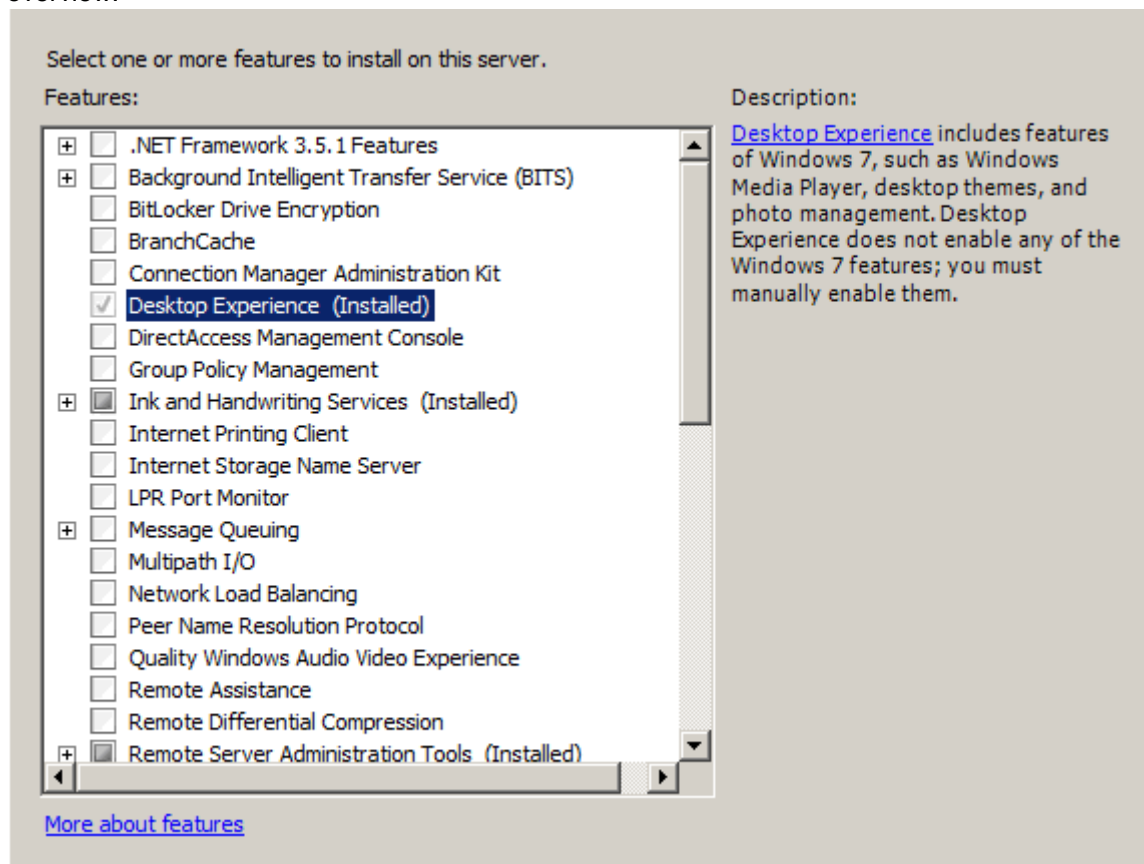 Select one or more features to install on this server.
Features:
.NET Framework 3.5.1 Features
Background Intelligent Transfer Service (BITS)
BitLocker Drive Encryption
BranchCache
Connection Manager Administration Kit
Desktop Experience (Installed)
DirectAccess Management Console
Group Policy Management
Ink and Handwriting Services (Installed)
Internet Printing Client
Internet Storage Name Server
LPR Port Monitor
Message Queuing
Multipath I/O
Network Load Balancing
Peer Name Resolution Protocol
Quality Windows Audio Video Experience
Remote Assistance
Remote Differential Compression
Remote Server Administration Tools (Installed)
More about features
Description:
Desktop Experience includes features
of Windows 7, such as Windows
Media Player, desktop themes, and
photo management. Desktop
Experience does not enable any of the
Windows 7 features; you must
manually enable them.